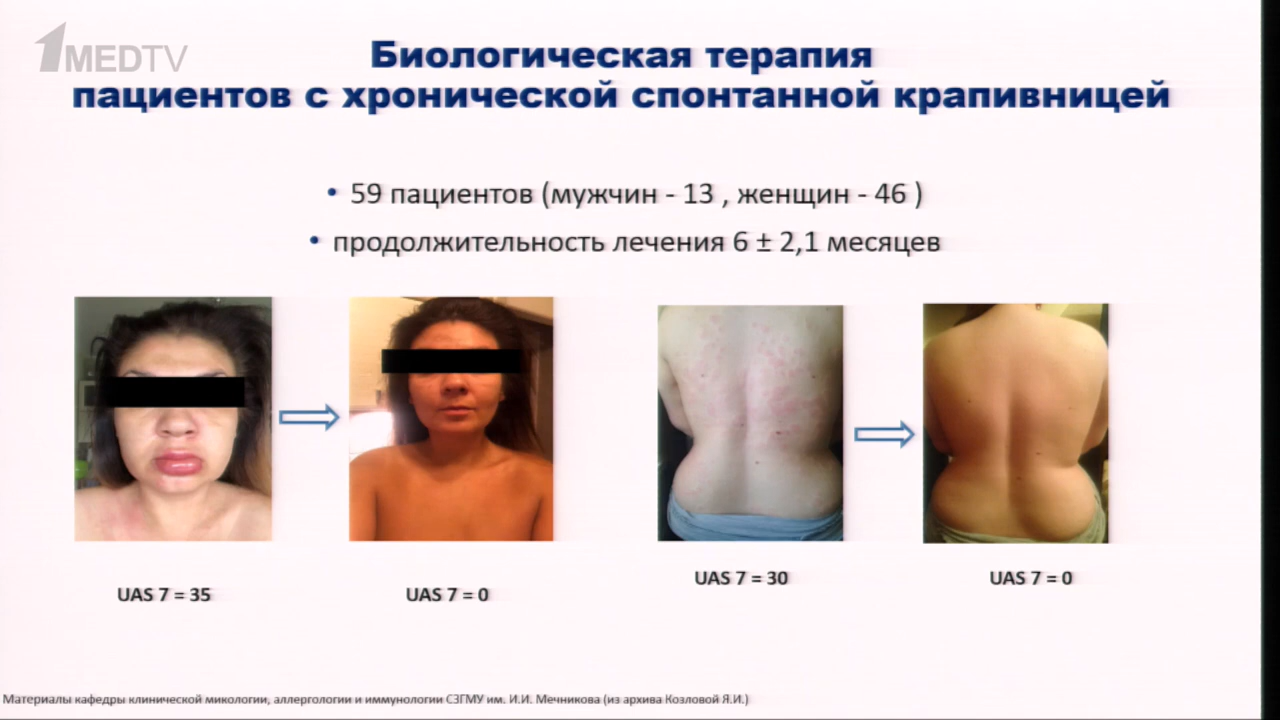 1MEDTV
Биологическая терапия
пациентов с хронической спонтанной крапивницей
• 59 пациентов (мужчин - 13 , женщин - 46 )
• продолжительность лечения 6 ± 2,1 месяцев
UAS 7 = 35
UAS 7 = 0
UAS 7 = 30
UAS 7 = 0
Материалы кафедры клинической микологии, аллергологии и иммунологии СЗГМУ им. И.И. Мечникова (из архива Козловой Я.И.)